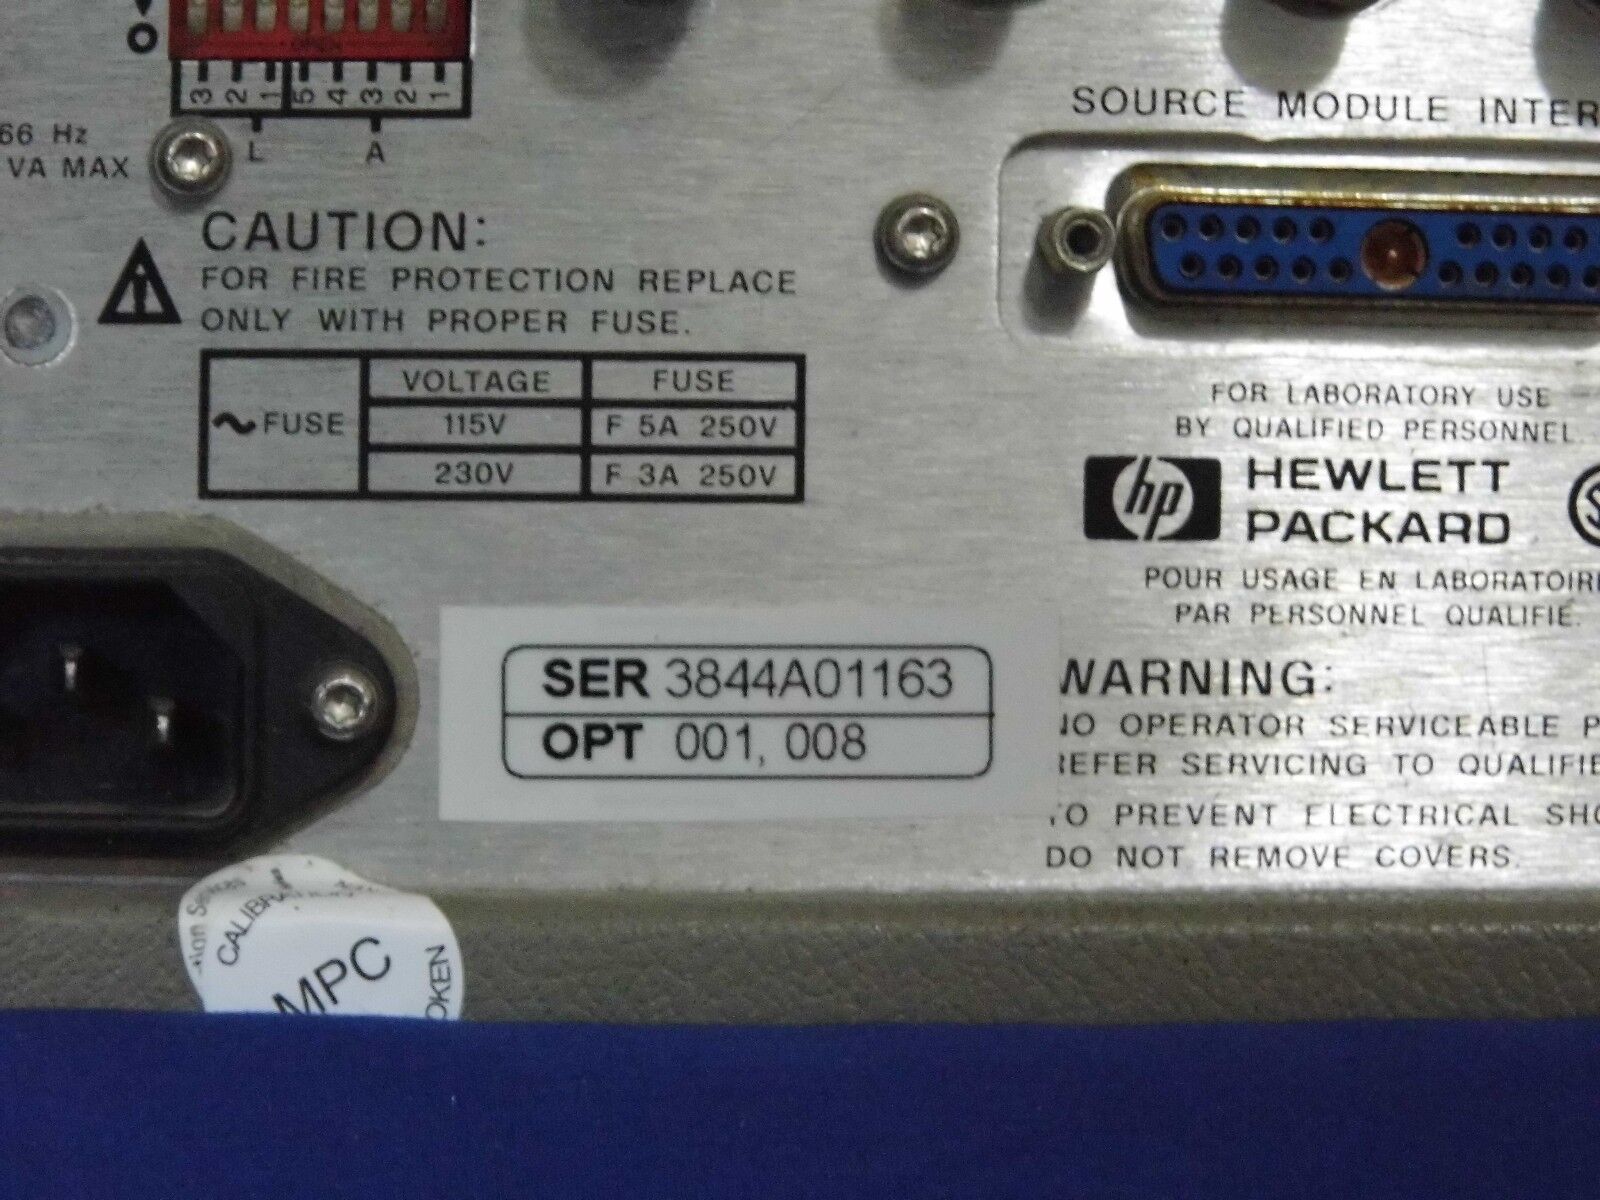 O
3 2 1 5 4 3 2 1
L A
66 Hz
VA MAX
SOURCE MODULE INTER
CAUTION:
FOR FIRE PROTECTION REPLACE
ONLY WITH PROPER FUSE.
VOLTAGE FUSE
~ FUSE 115V F 5A 250V
230V F 3A 250V
FOR LABORATORY USE
BY QUALIFIED PERSONNEL.
hp HEWLETT
PACKARD
POUR USAGE EN LABORATOIRE
PAR PERSONNEL QUALIFIE.
SER 3844A01163
OPT 001, 008
WARNING:
NO OPERATOR SERVICEABLE P
REFER SERVICING TO QUALIFIE
TO PREVENT ELECTRICAL SHO
DO NOT REMOVE COVERS.
CALIBRA
MPC
OKEN